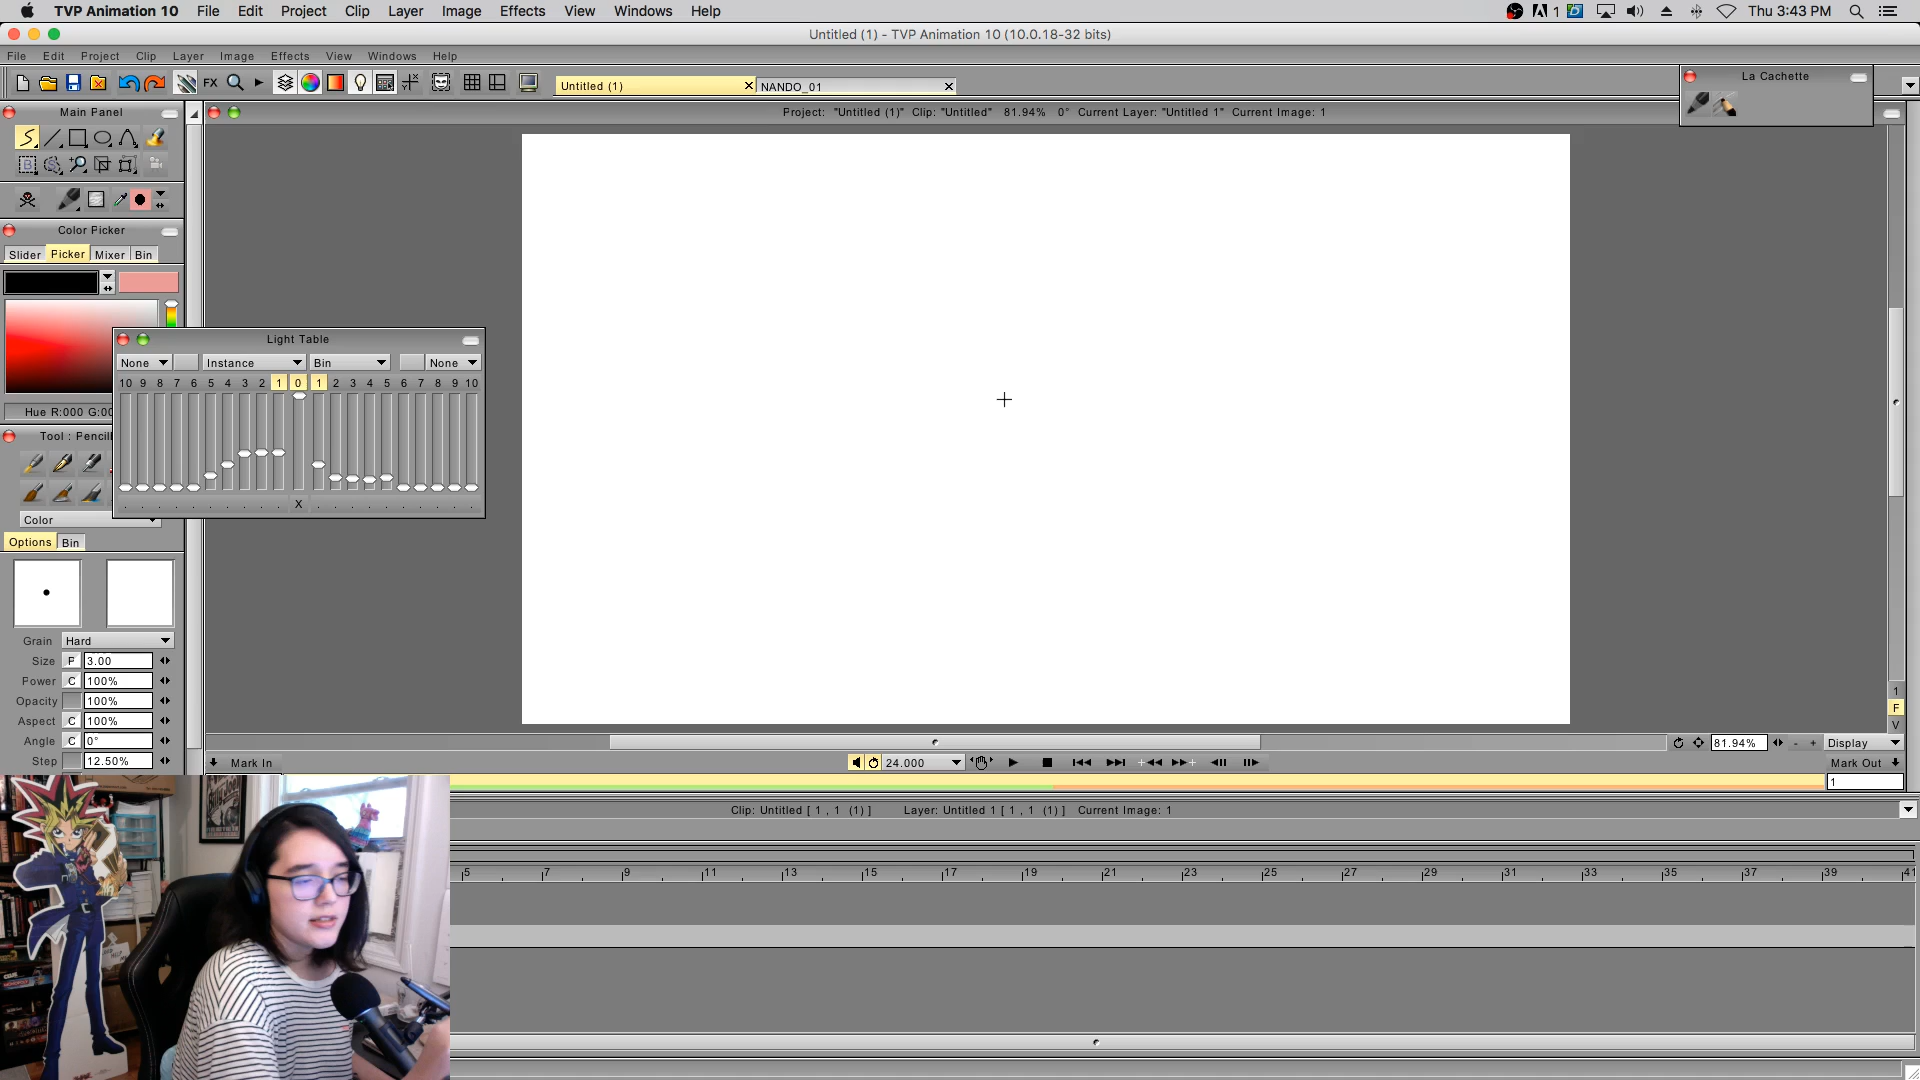 TVP Animation 10 File Edit Project Clip Layer Image Effects View Windows Help 1 Thu 3:43 PM
Untitled (1) - TVP Animation 10 (10.0.18-32 bits)
File Edit Project Clip Layer Image Effects View Windows Help
FX Untitled (1) NANDO_01
La Cachette
Main Panel
Project: "Untitled (1)" Clip: "Untitled" 81.94% 0° Current Layer: "Untitled 1" Current Image: 1
Color Picker
Slider Picker Mixer Bin
Light Table
None Instance Bin None
10 9 8 7 6 5 4 3 2 1 0 1 2 3 4 5 6 7 8 9 10
Hue R:000 G:00
Tool : Pencil
X
Color
Options Bin
Grain Hard
Size P 3.00
Power C 100%
Opacity 100%
Aspect C 100%
Angle C 0°
Step 12.50%
1
F
V
81.94% - + Display
Mark In 24.000 Mark Out
1
Clip: Untitled [ 1 , 1 (1) ] Layer: Untitled 1 [ 1 , 1 (1) ] Current Image: 1
5 7 9 11 13 15 17 19 21 23 25 27 29 31 33 35 37 39 41